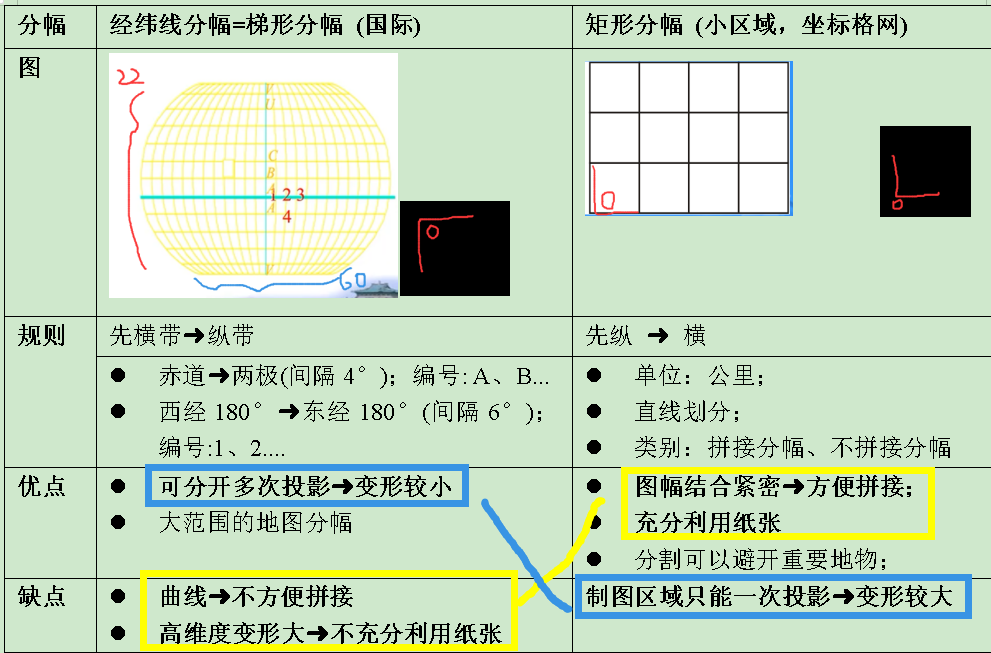 分幅
经纬线分幅=梯形分幅 (国际)
矩形分幅 (小区域，坐标格网)
图
22
V
U
C
B
A
1 2 3
A
4
V
60
0
0
0
规则
先横带➜纵带
先纵 ➜ 横
● 赤道➜两极(间隔 4°)；编号: A、B...
● 西经 180° ➜东经 180°(间隔 6°)；
编号:1、2....
● 单位：公里；
● 直线划分；
● 类别：拼接分幅、不拼接分幅
优点
● 可分开多次投影➜变形较小
● 大范围的地图分幅
● 图幅结合紧密➜方便拼接；
● 充分利用纸张
● 分割可以避开重要地物；
缺点
● 曲线➜不方便拼接
● 高维度变形大➜不充分利用纸张
制图区域只能一次投影➜变形较大